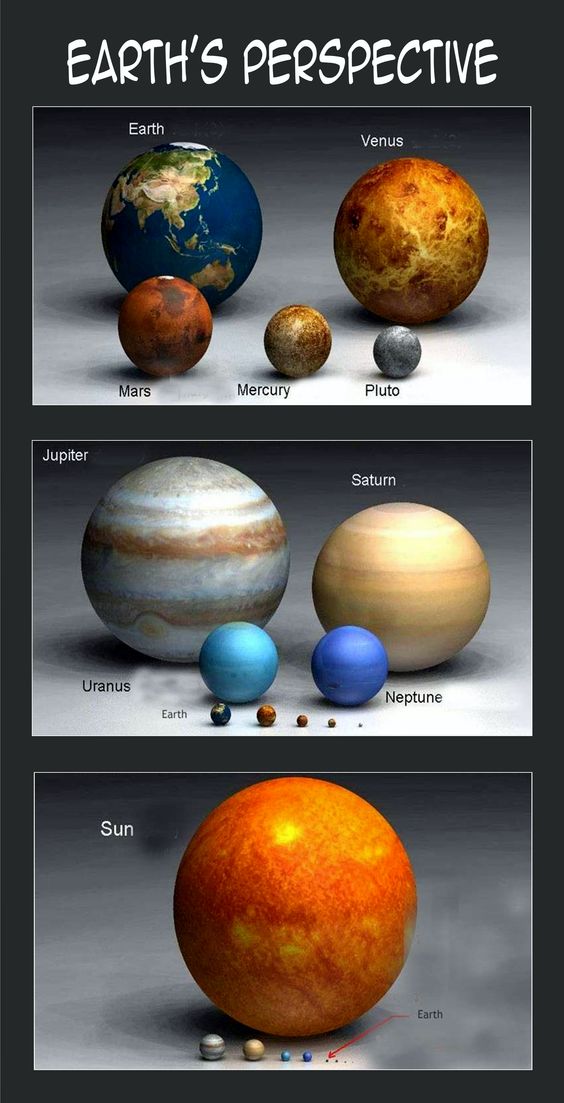 EARTH'S PERSPECTIVE
Earth
Venus
Mars
Mercury
Pluto
Jupiter
Saturn
Uranus
Neptune
Earth
Sun
Earth